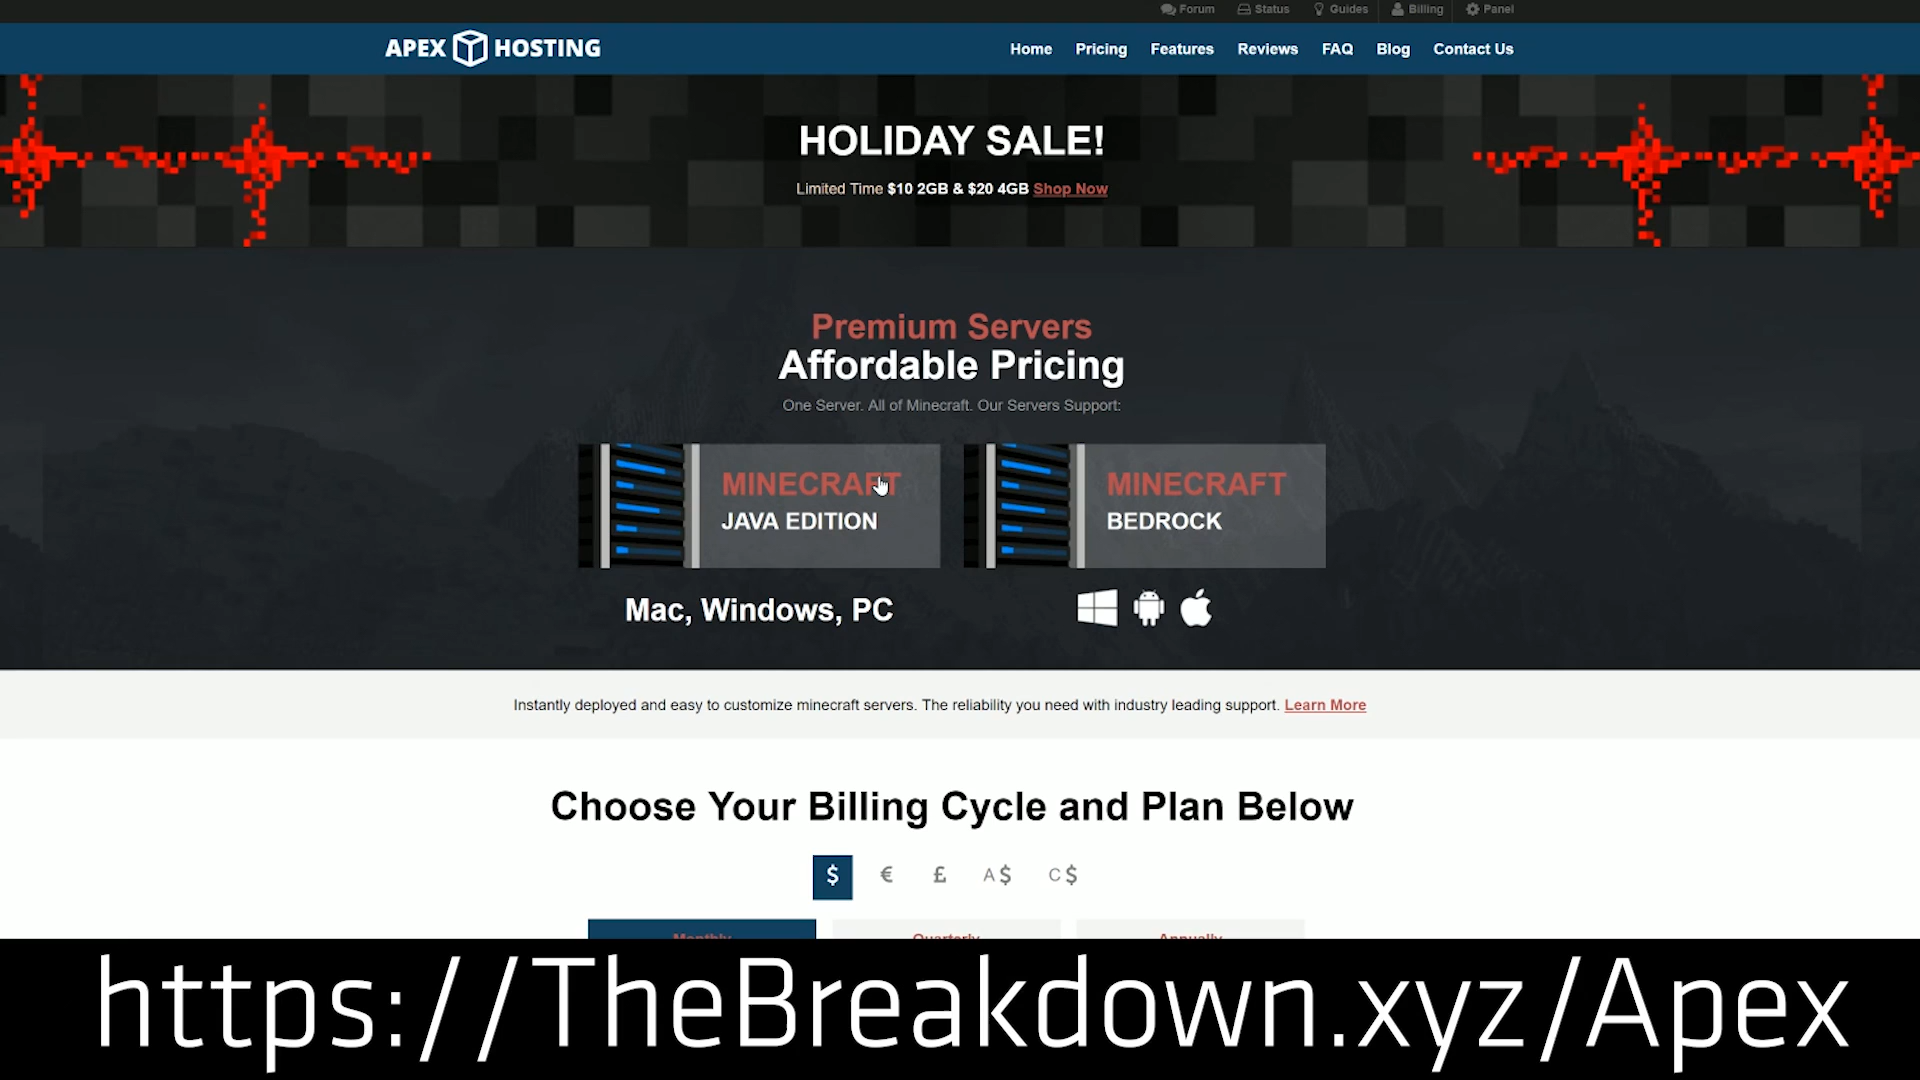 Forum Status Guides Billing Panel
APEX HOSTING
Home Pricing Features Reviews FAQ Blog Contact Us
HOLIDAY SALE!
Limited Time $10 2GB & $20 4GB Shop Now
Premium Servers
Affordable Pricing
One Server. All of Minecraft. Our Servers Support:
MINECRAFT
JAVA EDITION
MINECRAFT
BEDROCK
Mac, Windows, PC
Instantly deployed and easy to customize minecraft servers. The reliability you need with industry leading support. Learn More
Choose Your Billing Cycle and Plan Below
$ € £ A$ C$
Monthly Quarterly Annually
https://TheBreakdown.xyz/Apex